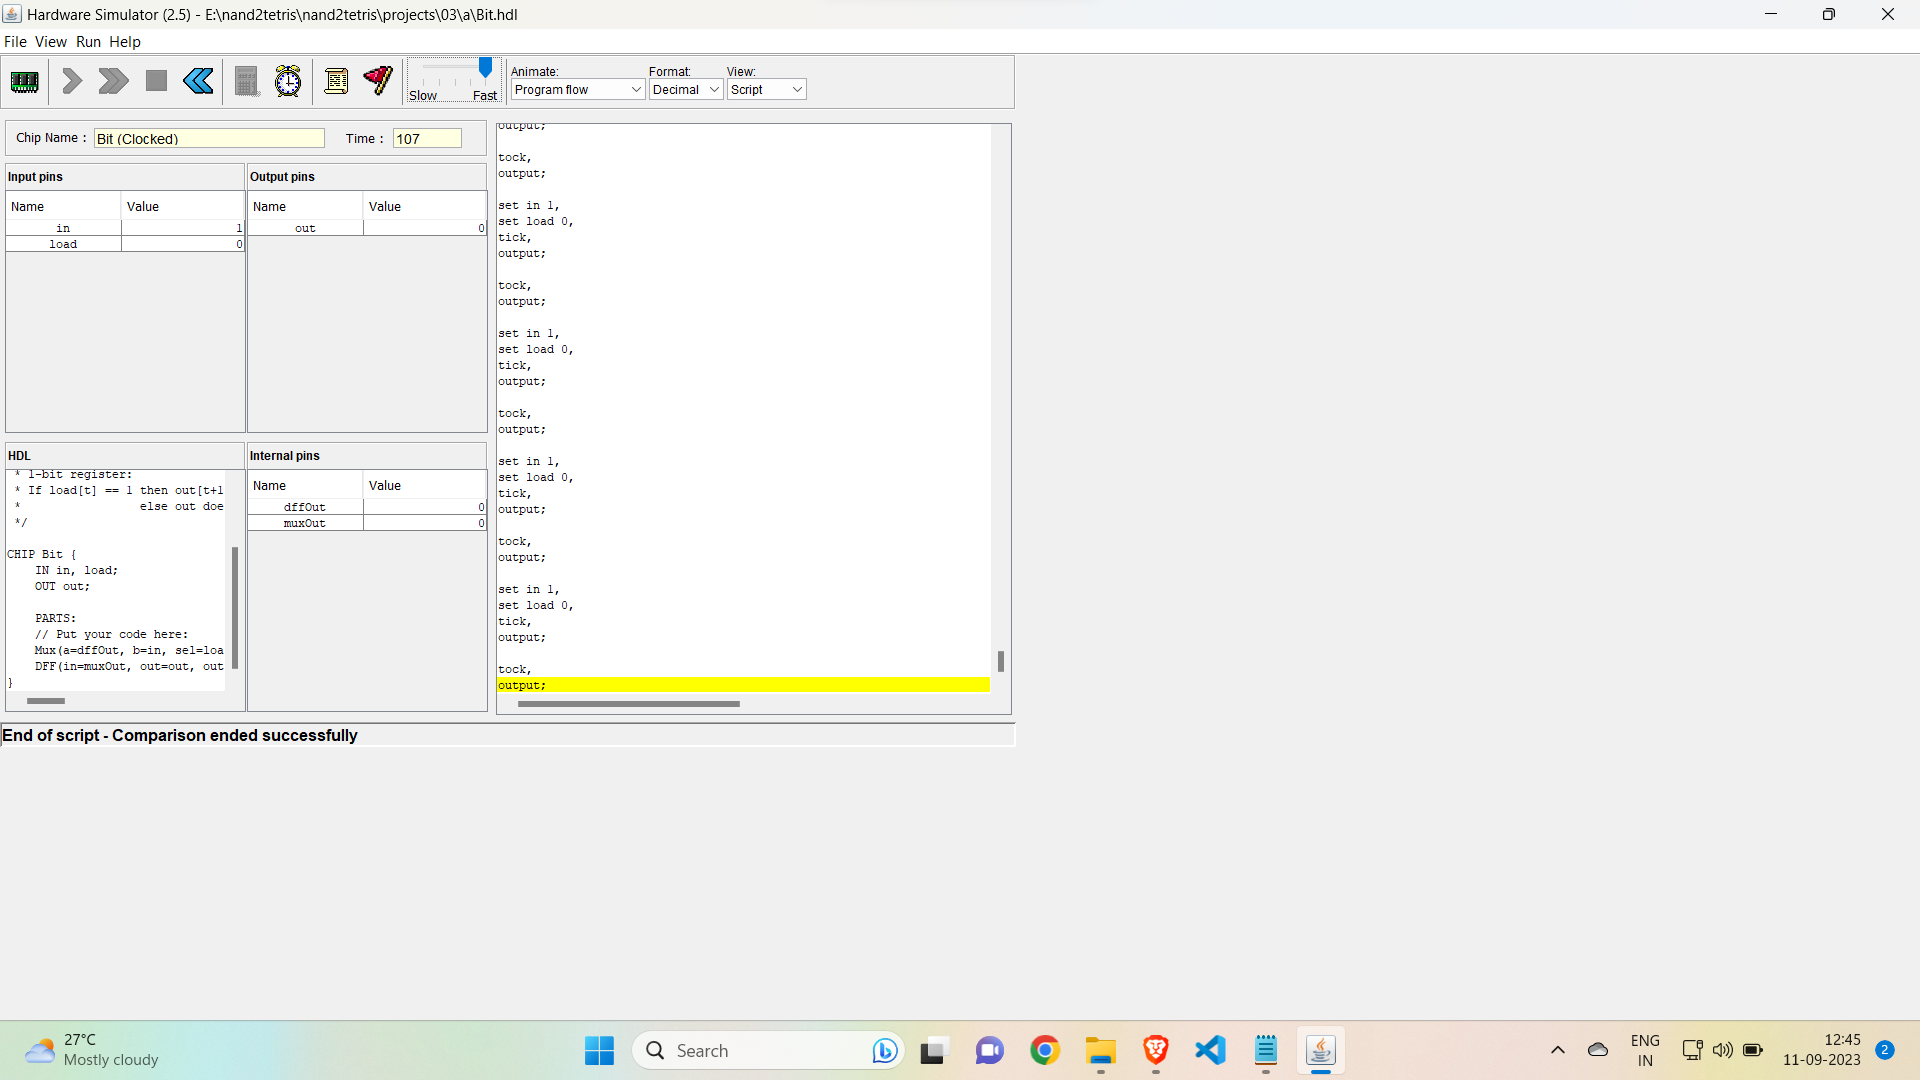 Hardware Simulator (2.5) - E:\nand2tetris\nand2tetris\projects\03\a\Bit.hdl
File View Run Help
Slow Fast
Animate:
Program flow
Format:
Decimal
View:
Script
Chip Name : Bit (Clocked) Time : 107
Input pins
Name Value
in 1
load 0
Output pins
Name Value
out 0
HDL
* 1-bit register:
* If load[t] == 1 then out[t+1
* else out doe
*/
CHIP Bit {
IN in, load;
OUT out;
PARTS:
// Put your code here:
Mux(a=dffOut, b=in, sel=loa
DFF(in=muxOut, out=out, out
}
Internal pins
Name Value
dffOut 0
muxOut 0
output;
tock,
output;
set in 1,
set load 0,
tick,
output;
tock,
output;
set in 1,
set load 0,
tick,
output;
tock,
output;
set in 1,
set load 0,
tick,
output;
tock,
output;
set in 1,
set load 0,
tick,
output;
tock,
output;
End of script - Comparison ended successfully
27°C
Mostly cloudy
Search
ENG
IN
12:45
11-09-2023
2